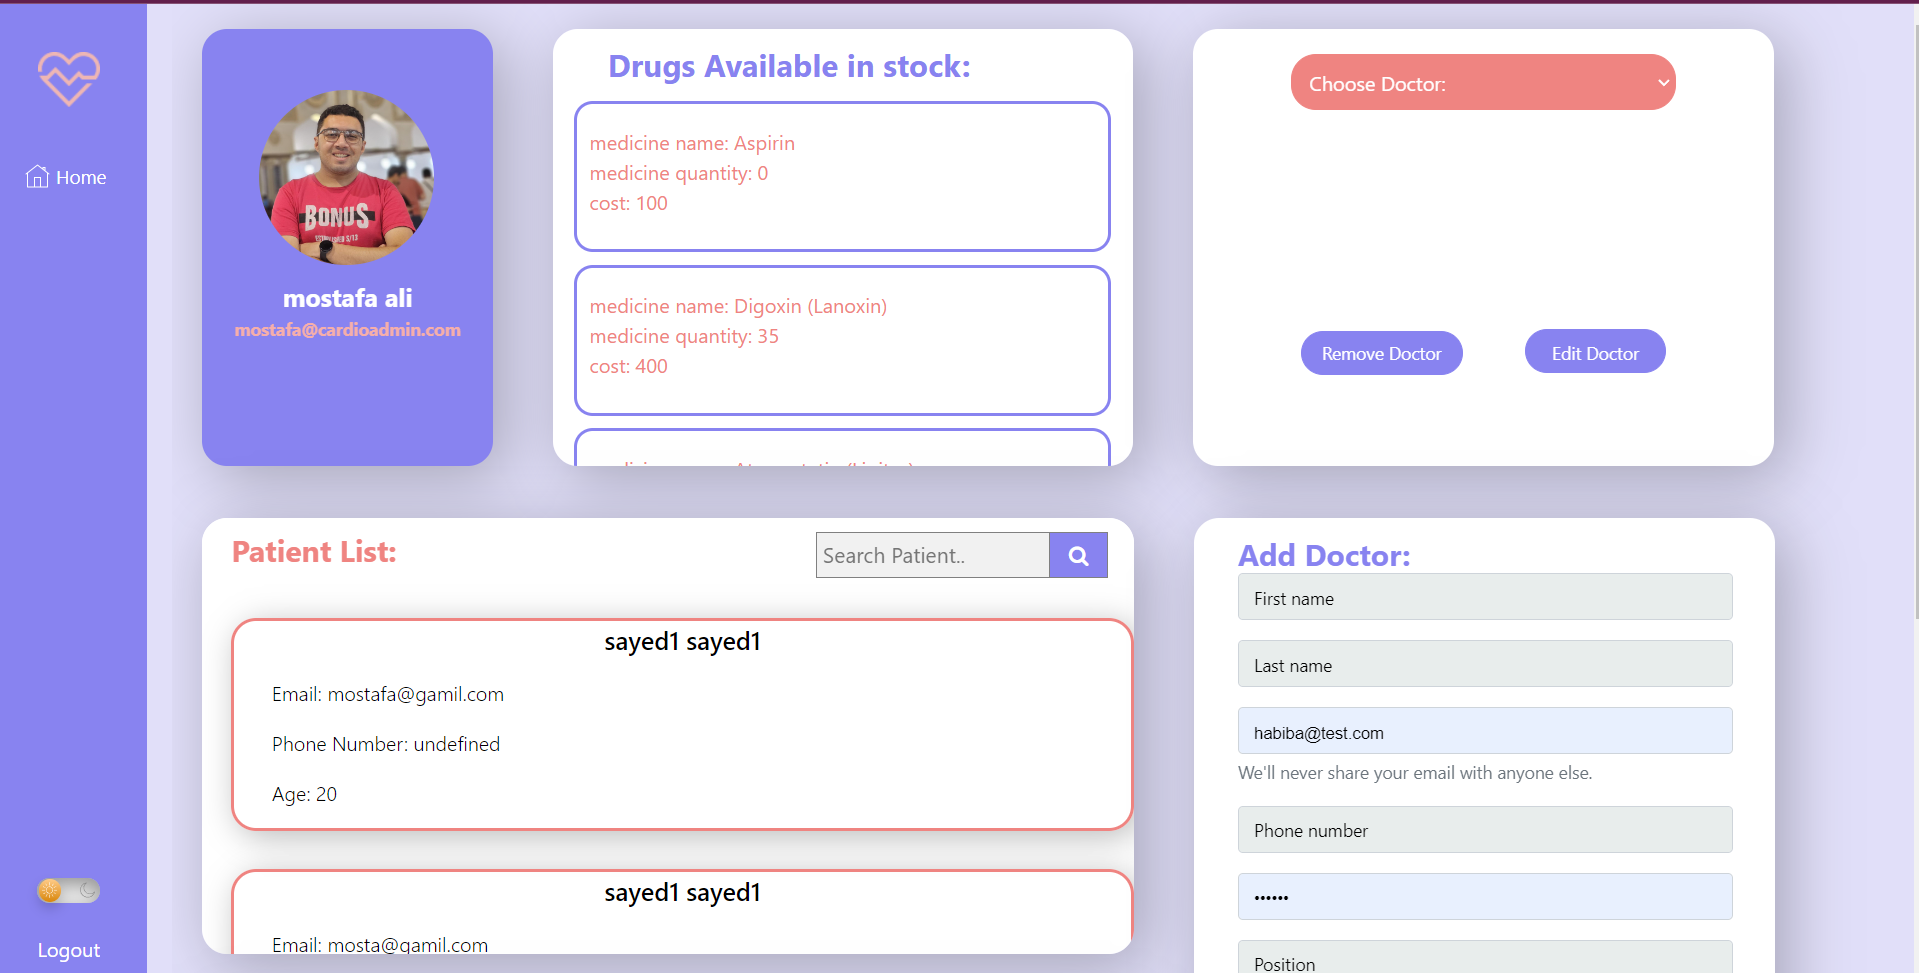 Home
Logout
BONUS
mostafa ali
mostafa@cardioadmin.com
Drugs Available in stock:
medicine name: Aspirin
medicine quantity: 0
cost: 100
medicine name: Digoxin (Lanoxin)
medicine quantity: 35
cost: 400
Choose Doctor:
Remove Doctor
Edit Doctor
Patient List:
Search Patient..
sayed1 sayed1
Email: mostafa@gamil.com
Phone Number: undefined
Age: 20
sayed1 sayed1
Email: mosta@gamil.com
Add Doctor:
First name
Last name
habiba@test.com
We'll never share your email with anyone else.
Phone number
••••••
Position